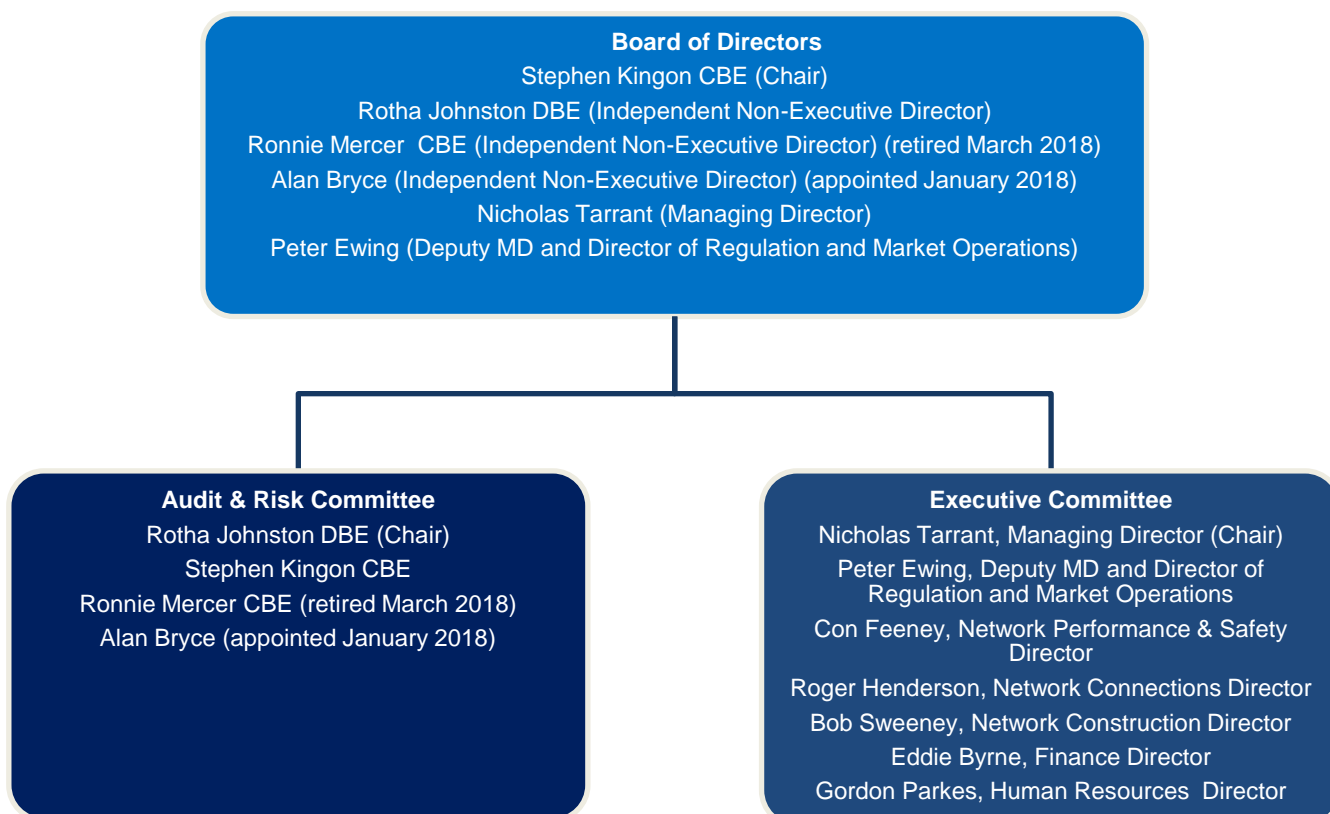 Board of Directors
Stephen Kingon CBE (Chair)
Rotha Johnston DBE (Independent Non-Executive Director)
Ronnie Mercer  CBE (Independent Non-Executive Director) (retired March 2018)
Alan Bryce (Independent Non-Executive Director) (appointed January 2018)
Nicholas Tarrant (Managing Director)
Peter Ewing (Deputy MD and Director of Regulation and Market Operations)
Audit & Risk Committee
Rotha Johnston DBE (Chair)
Stephen Kingon CBE
Ronnie Mercer CBE (retired March 2018)
Alan Bryce (appointed January 2018)
Executive Committee
Nicholas Tarrant, Managing Director (Chair)
Peter Ewing, Deputy MD and Director of
Regulation and Market Operations
Con Feeney, Network Performance & Safety
Director
Roger Henderson, Network Connections Director
Bob Sweeney, Network Construction Director
Eddie Byrne, Finance Director
Gordon Parkes, Human Resources  Director